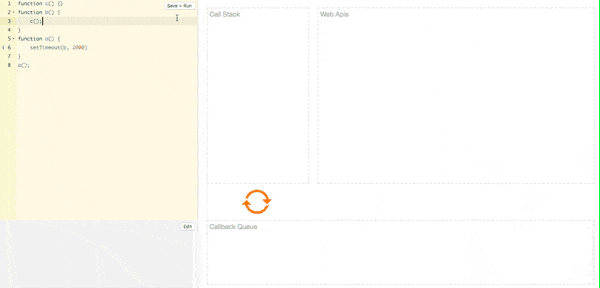 1 function c() {}
2 function b() {
3 c();
4 }
5 function a() {
6 setTimeout(b, 2000)
7 }
8 a();
Save + Run
Call Stack
Web Apis
Edit
Callback Queue